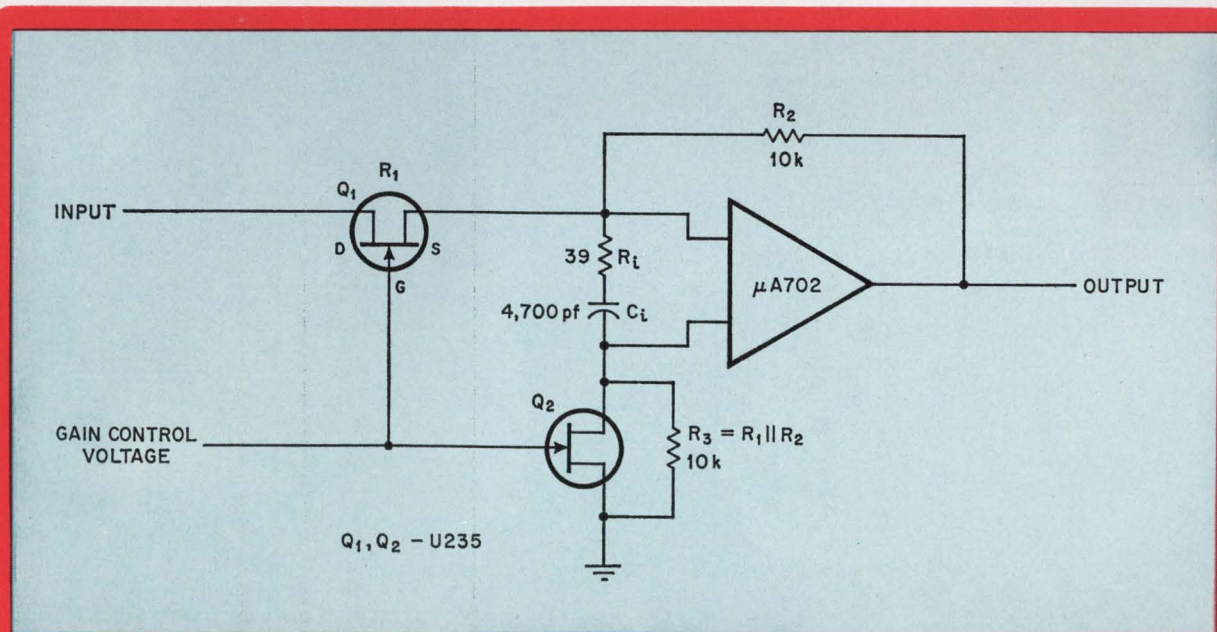 R₂
10k
R₁
Q₁
INPUT
D
S
G
39 Rᵢ
4,700 pf Cᵢ
μA702
OUTPUT
Q₂
GAIN CONTROL
VOLTAGE
R₃ = R₁||R₂
10k
Q₁, Q₂ – U235